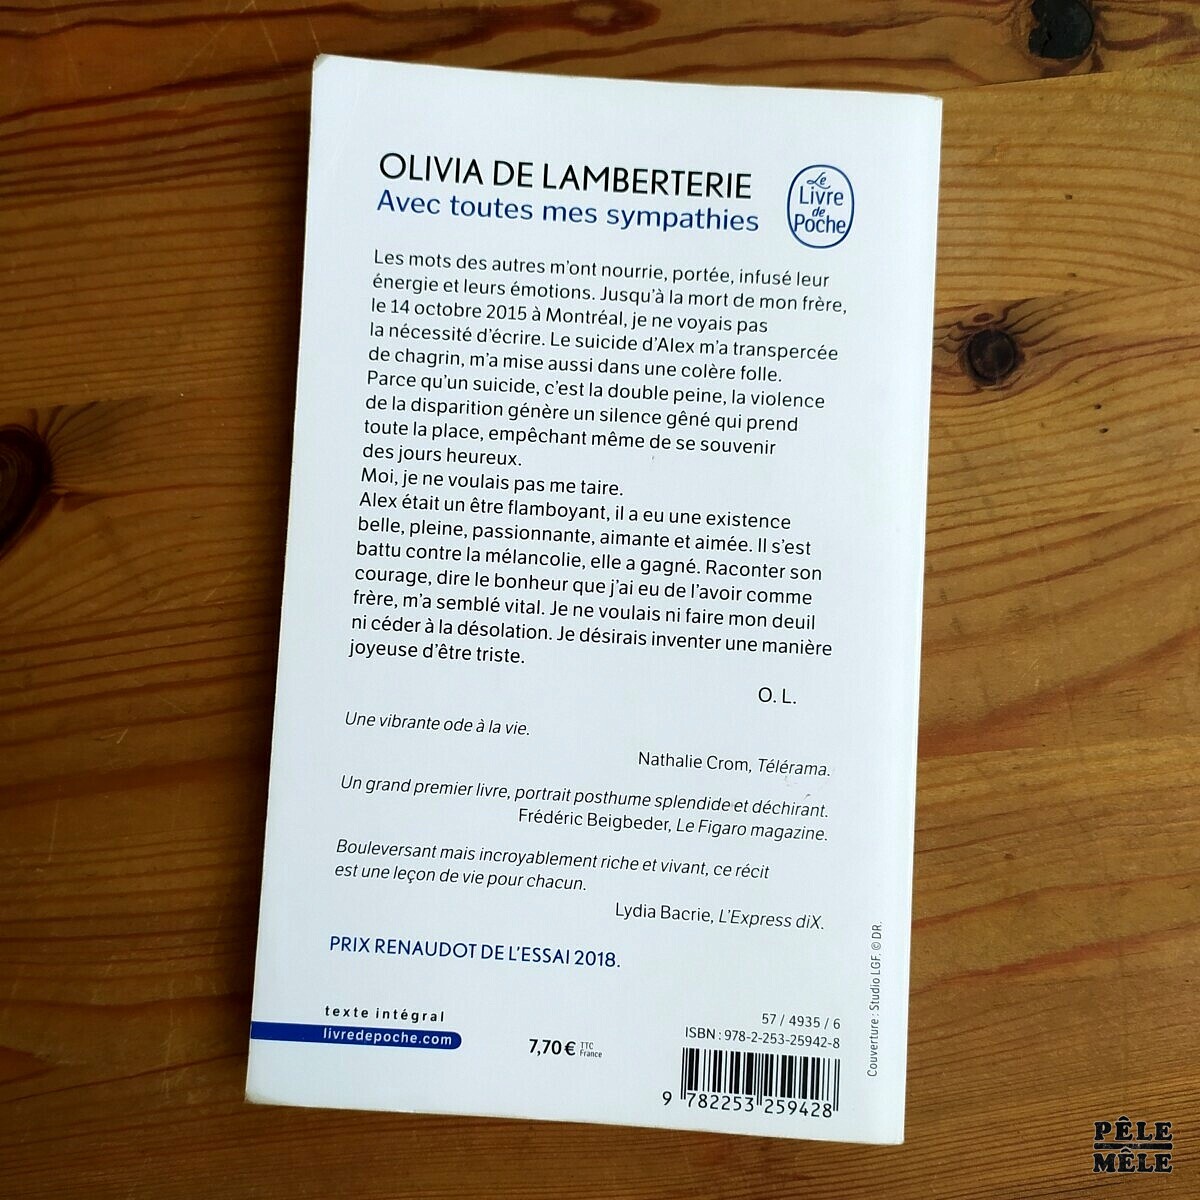 OLIVIA DE LAMBERTERIE
Avec toutes mes sympathies
Le
Livre
de
Poche
Les mots des autres m'ont nourrie, portée, infusé leur
énergie et leurs émotions. Jusqu'à la mort de mon frère,
le 14 octobre 2015 à Montréal, je ne voyais pas
la nécessité d'écrire. Le suicide d'Alex m'a transpercée
de chagrin, m'a mise aussi dans une colère folle.
Parce qu'un suicide, c'est la double peine, la violence
de la disparition génère un silence gêné qui prend
toute la place, empêchant même de se souvenir
des jours heureux.
Moi, je ne voulais pas me taire.
Alex était un être flamboyant, il a eu une existence
belle, pleine, passionnante, aimante et aimée. Il s'est
battu contre la mélancolie, elle a gagné. Raconter son
courage, dire le bonheur que j'ai eu de l'avoir comme
frère, m'a semblé vital. Je ne voulais ni faire mon deuil
ni céder à la désolation. Je désirais inventer une manière
joyeuse d'être triste.
O. L.
Une vibrante ode à la vie.
Nathalie Crom, Télérama.
Un grand premier livre, portrait posthume splendide et déchirant.
Frédéric Beigbeder, Le Figaro magazine.
Bouleversant mais incroyablement riche et vivant, ce récit
est une leçon de vie pour chacun.
Lydia Bacrie, L'Express diX.
PRIX RENAUDOT DE L'ESSAI 2018.
texte intégral
livredepoche.com
7,70 € TTC
France
57 / 4935 / 6
ISBN : 978-2-253-25942-8
9 782253 259428
Couverture : Studio LGF. © DR.
PÊLE
MÊLE